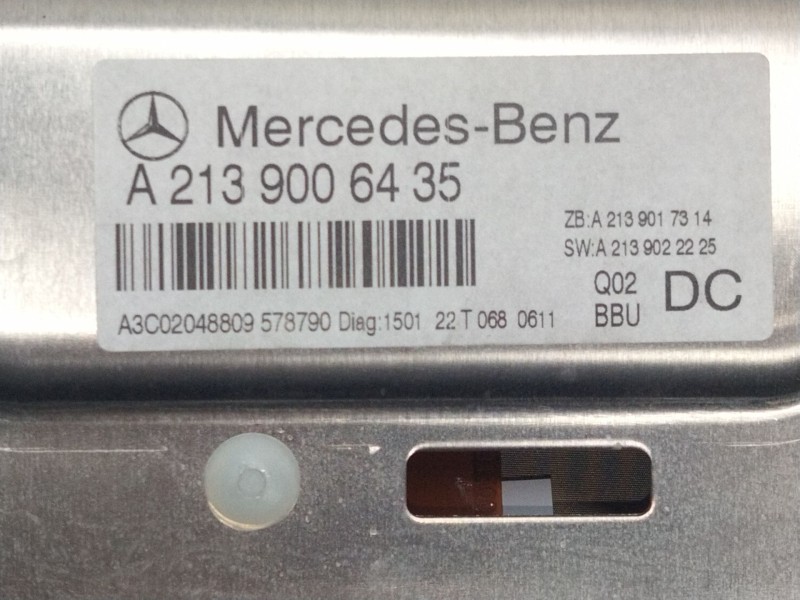 Mercedes-Benz
A 213 900 64 35
ZB:A 213 901 73 14
SW:A 213 902 22 25
Q02
BBU
DC
A3C02048809 578790 Diag:1501 22 T 068 0611